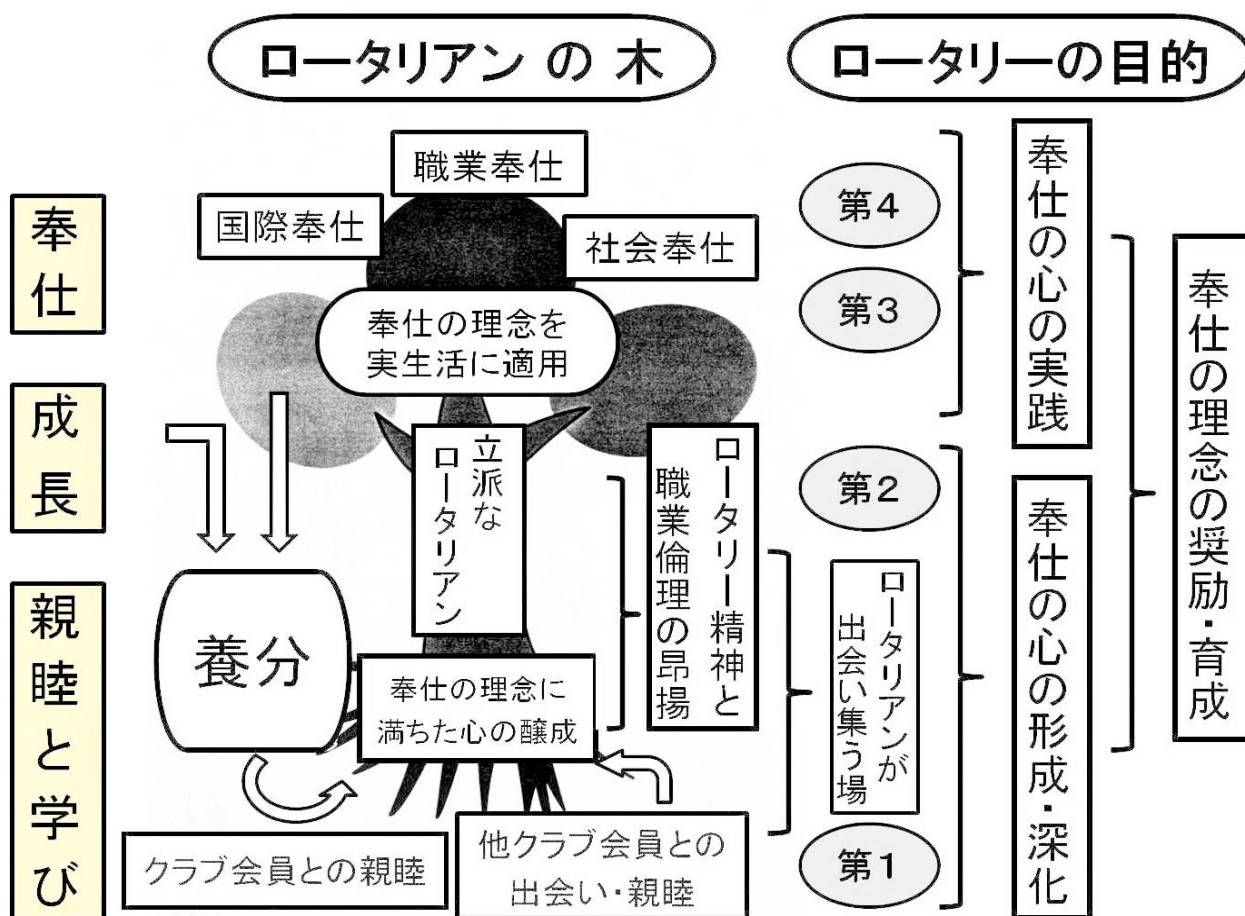 ロータリアン の 木
ロータリーの目的
奉仕
成長
親睦と学び
職業奉仕
国際奉仕
社会奉仕
奉仕の理念を
実生活に適用
立派な
ロータリアン
ロータリー精神と
職業倫理の昂揚
養分
奉仕の理念に
満ちた心の醸成
クラブ会員との親睦
他クラブ会員との
出会い・親睦
第4
第3
第2
ロータリアンが
出会い集う場
第1
奉仕の心の実践
奉仕の心の形成・深化
奉仕の理念の奨励・育成